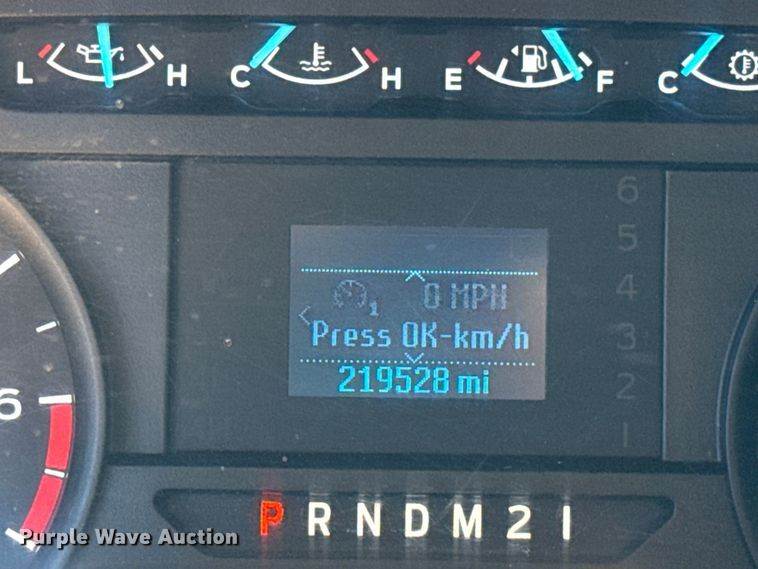 L H C H E F C
6
5
4
3
2
1
1 0 MPH
Press OK-km/h
219528 mi
6
P R N D M 2 1
Purple Wave Auction®